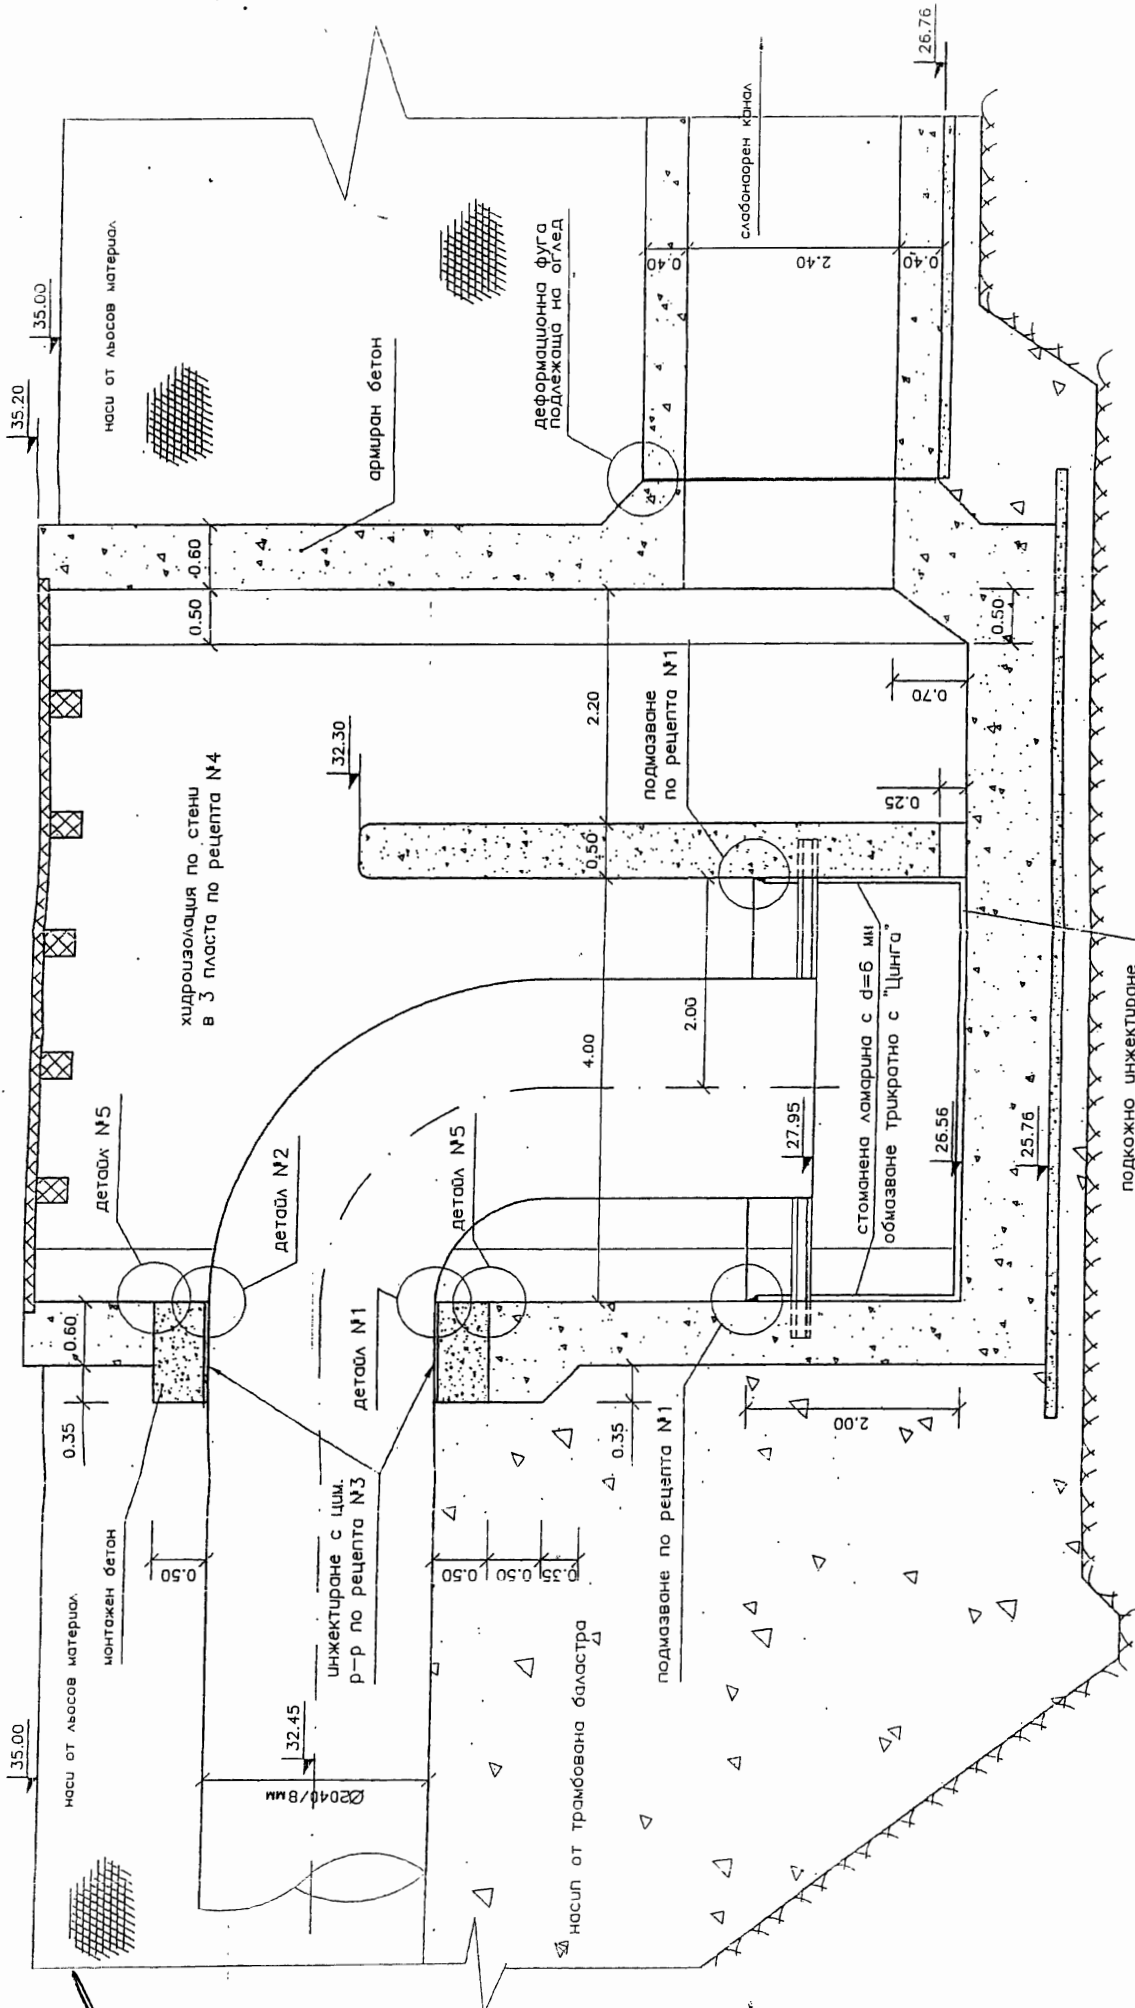 35.00
35.20
35.00
26.76
наси от льосов материал
наси от льосов материал
монтажен бетон
0.35
0.60
0.50
детайл №5
детайл №2
хидроизолация по стени
в 3 пласта по рецепта №4
0.50
0.60
армиран бетон
32.30
32.45
Ø2040/8мм
инжектиране с цим.
р-р по рецепта №3
детайл №1
детайл №5
0.50
0.50
0.35
0.35
насип от трамбована баластра
4.00
0.50
2.20
2.00
подмазване
по рецепта №1
подмазване по рецепта №1
деформационна фуга
подлежаща на оглед
0.40
2.40
0.40
слабонаорен канал
27.95
26.56
25.76
2.00
0.25
0.70
0.50
стоманена ламарина с d=6 мм
обмазване трикратно с "Цинга"
подкожно инжектиране